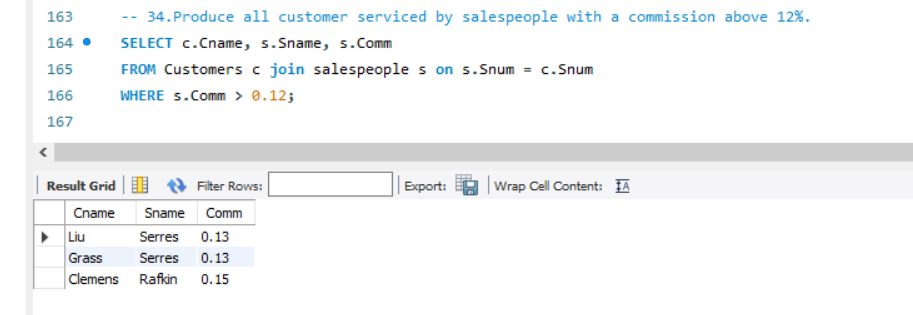 163 -- 34.Produce all customer serviced by salespeople with a commission above 12%.
164 SELECT c.Cname, s.Sname, s.Comm
165 FROM Customers c join salespeople s on s.Snum = c.Snum
166 WHERE s.Comm > 0.12;
167
Result Grid Filter Rows: Export: Wrap Cell Content: IA
Cname Sname Comm
Liu Serres 0.13
Grass Serres 0.13
Clemens Rafkin 0.15